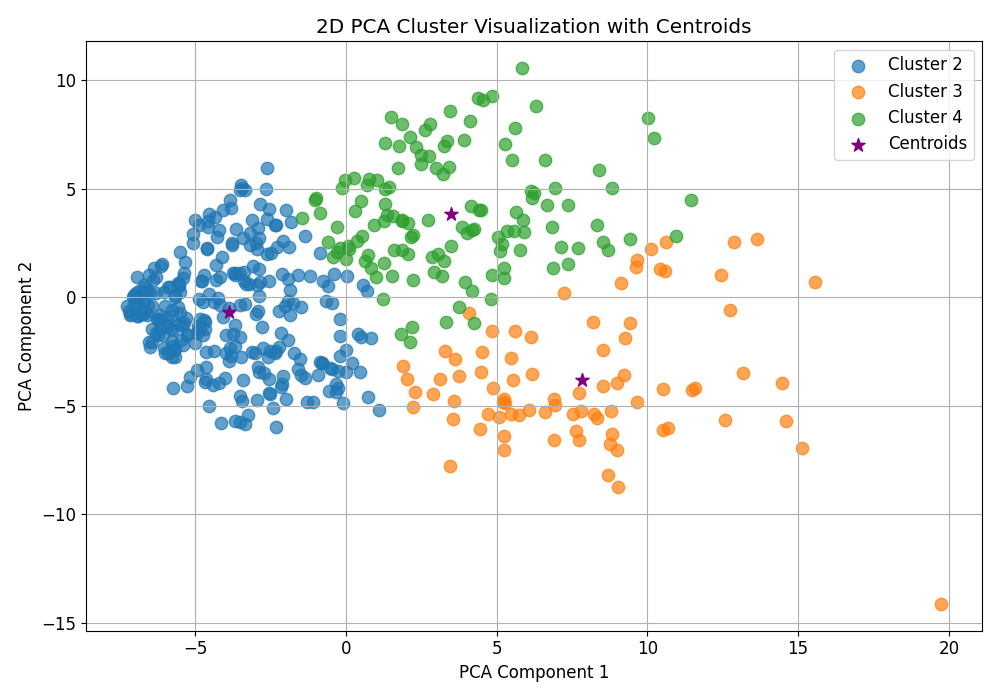 2D PCA Cluster Visualization with Centroids
Cluster 2
Cluster 3
Cluster 4
Centroids
PCA Component 2
10
5
0
−5
−10
−15
−5
0
5
10
15
20
PCA Component 1